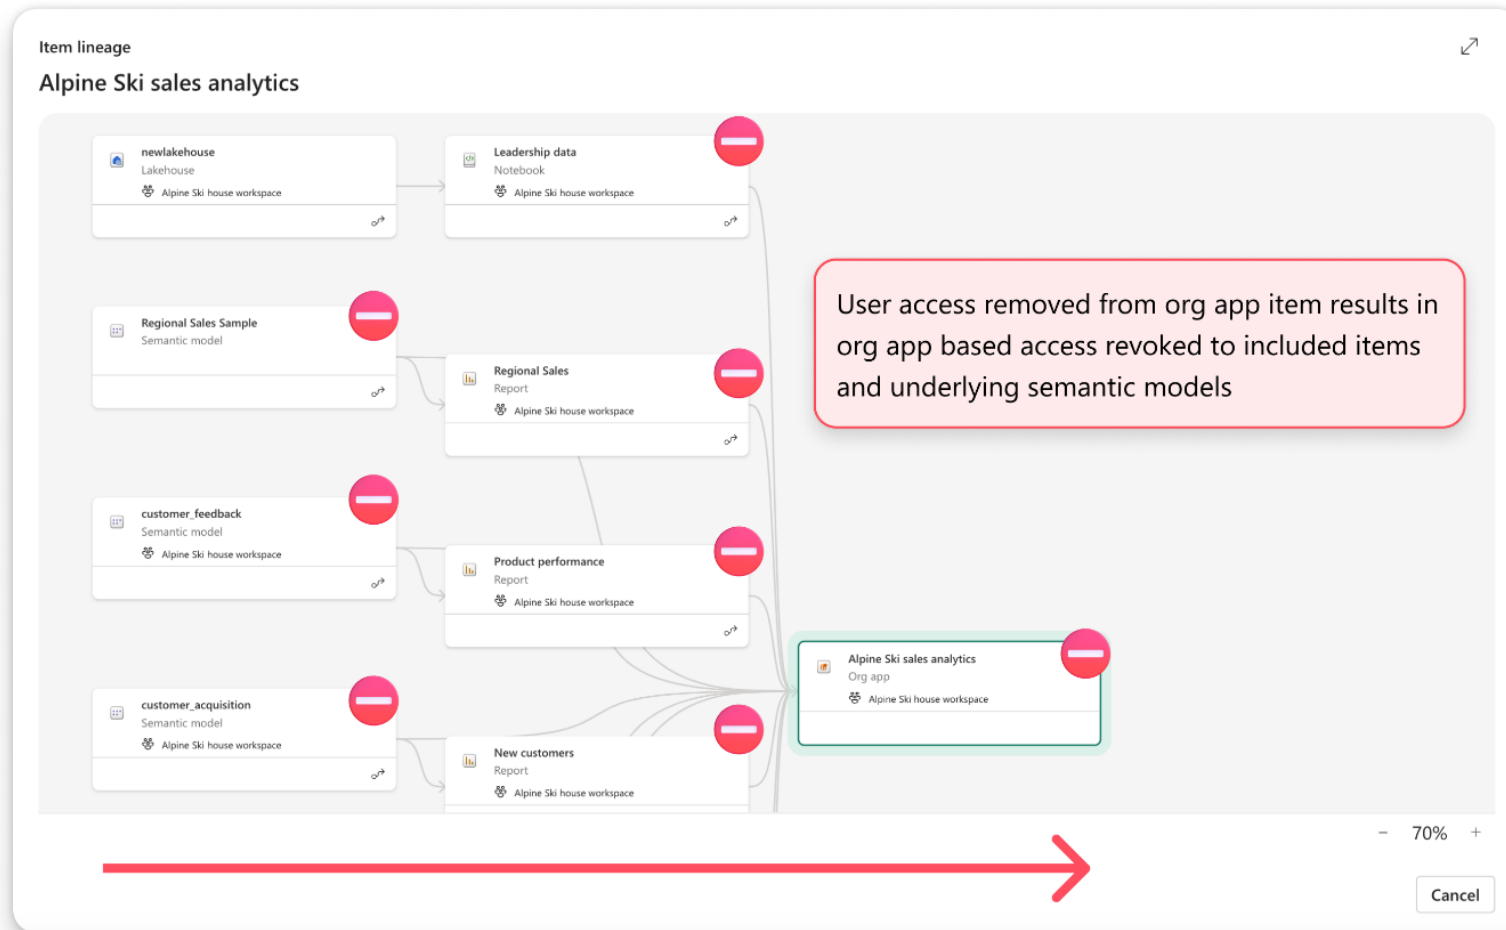 Item lineage
Alpine Ski sales analytics
newlakehouse
Lakehouse
Alpine Ski house workspace
Leadership data
Notebook
Alpine Ski house workspace
Regional Sales Sample
Semantic model
Regional Sales
Report
Alpine Ski house workspace
User access removed from org app item results in
org app based access revoked to included items
and underlying semantic models
customer_feedback
Semantic model
Alpine Ski house workspace
Product performance
Report
Alpine Ski house workspace
Alpine Ski sales analytics
Org app
Alpine Ski house workspace
customer_acquisition
Semantic model
Alpine Ski house workspace
New customers
Report
Alpine Ski house workspace
− 70% +
Cancel